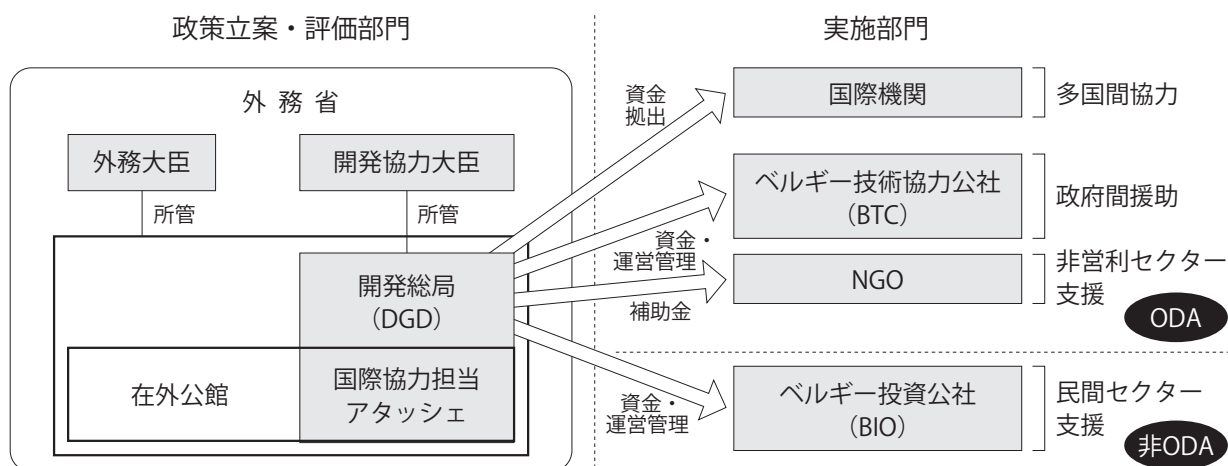 政策立案・評価部門
実施部門
外 務 省
外務大臣
開発協力大臣
所管
所管
開発総局
（DGD）
在外公館
国際協力担当
アタッシェ
資金
拠出
国際機関
多国間協力
資金・
運営管理
ベルギー技術協力公社
（BTC）
政府間援助
補助金
NGO
非営利セクター
支援
ODA
資金・
運営管理
ベルギー投資公社
（BIO）
民間セクター
支援
非ODA